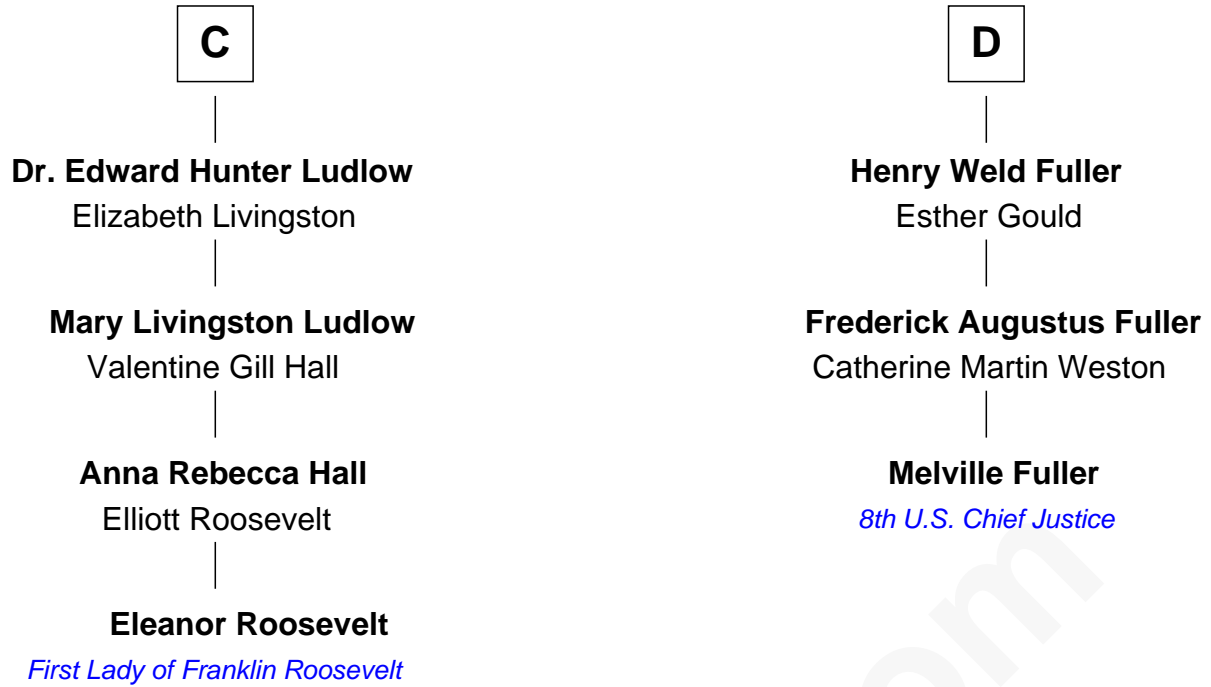 C
Dr. Edward Hunter Ludlow
Elizabeth Livingston
Mary Livingston Ludlow
Valentine Gill Hall
Anna Rebecca Hall
Elliott Roosevelt
Eleanor Roosevelt
First Lady of Franklin Roosevelt
D
Henry Weld Fuller
Esther Gould
Frederick Augustus Fuller
Catherine Martin Weston
Melville Fuller
8th U.S. Chief Justice
om